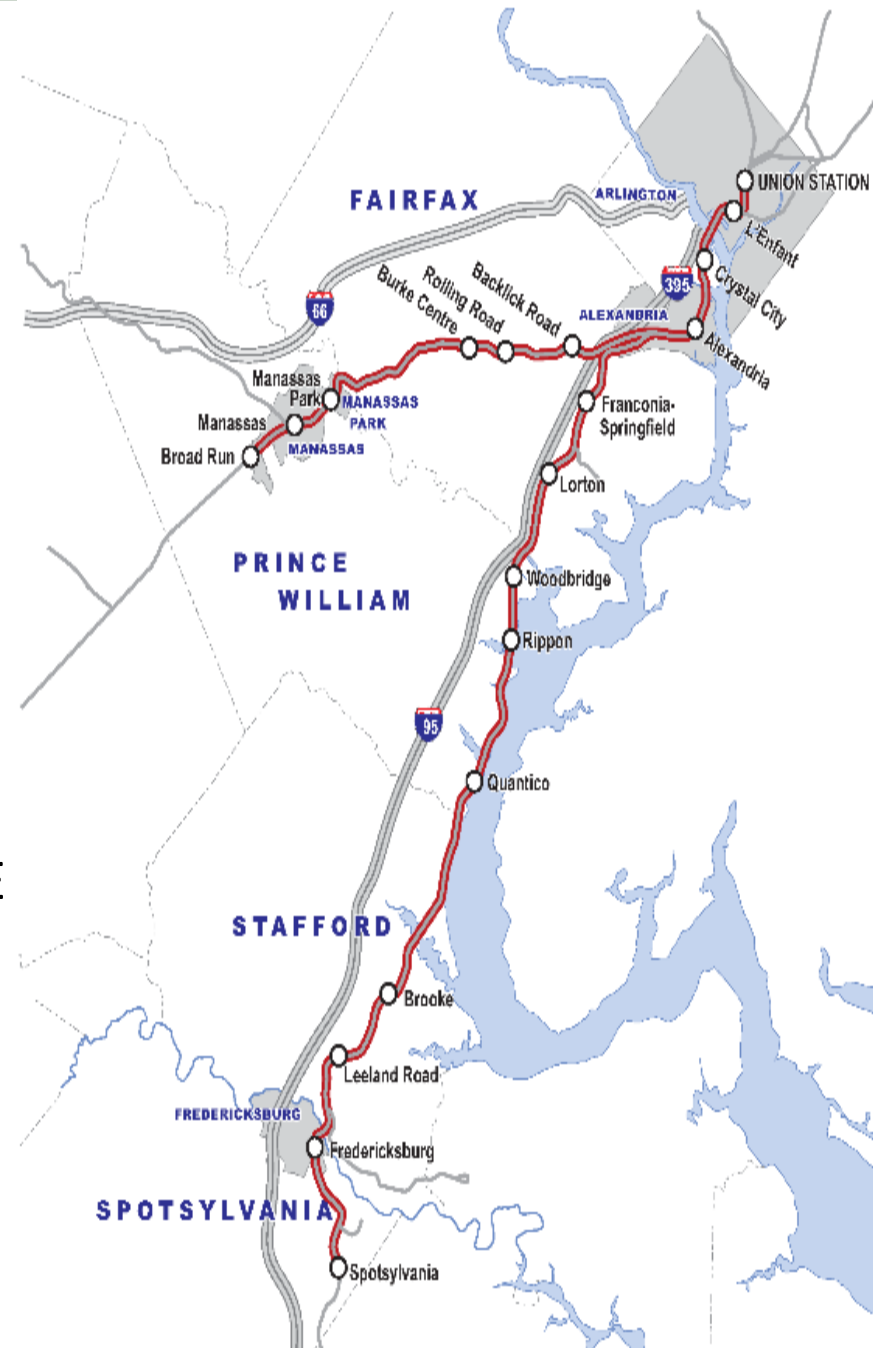 UNION STATION
FAIRFAX
ARLINGTON
L'Enfant
Crystal City
395
66
Backlick Road
Rolling Road
Burke Centre
ALEXANDRIA
Alexandria
Manassas
Park
MANASSAS
PARK
Franconia-
Springfield
Manassas
MANASSAS
Broad Run
Lorton
PRINCE
WILLIAM
Woodbridge
Rippon
95
Quantico
STAFFORD
Brooke
Leeland Road
FREDERICKSBURG
Fredericksburg
SPOTSYLVANIA
Spotsylvania